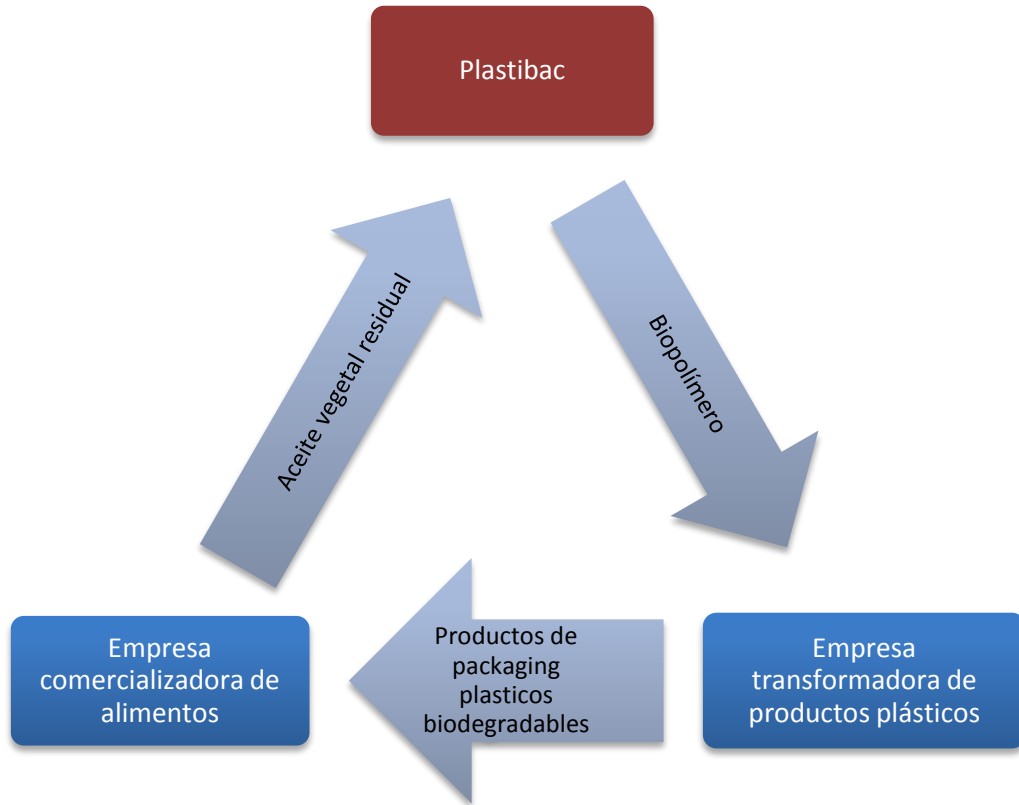 Plastibac
Aceite vegetal residual
Biopolímero
Empresa
comercializadora de
alimentos
Productos de
packaging
plasticos
biodegradables
Empresa
transformadora de
productos plásticos